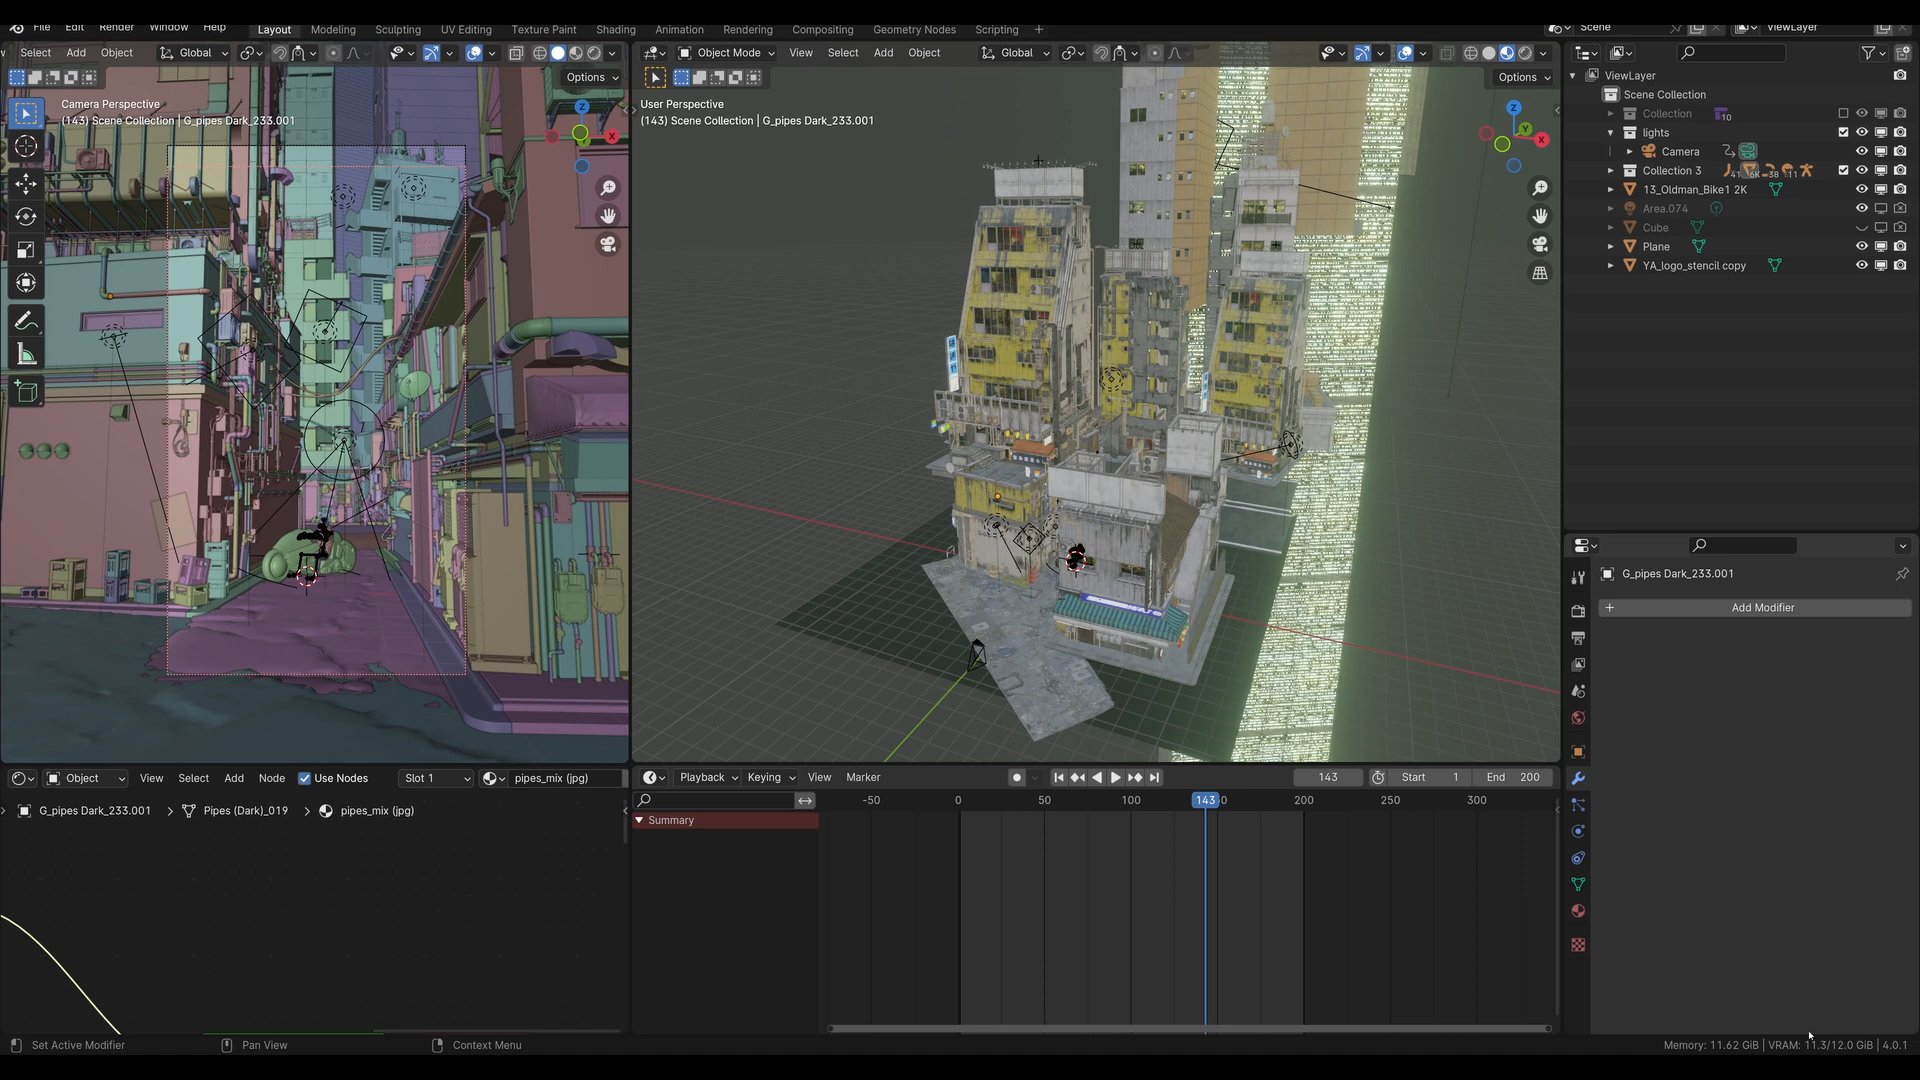 File Edit Render Window Help Layout Modeling Sculpting UV Editing Texture Paint Shading Animation Rendering Compositing Geometry Nodes Scripting + Scene ViewLayer
Select Add Object Global
Options
Camera Perspective
(143) Scene Collection | G_pipes Dark_233.001
Z
X
Object Mode View Select Add Object Global
Options
User Perspective
(143) Scene Collection | G_pipes Dark_233.001
Z
Y
X
ViewLayer
Scene Collection
Collection 10
lights
Camera
Collection 3
13_Oldman_Bike1 2K
Area.074
Cube
Plane
YA_logo_stencil copy
G_pipes Dark_233.001
+ Add Modifier
Object View Select Add Node Use Nodes Slot 1 pipes_mix (jpg)
G_pipes Dark_233.001 > Pipes (Dark)_019 > pipes_mix (jpg)
Playback Keying View Marker 143 Start 1 End 200
-50 0 50 100 143 200 250 300
Summary
Set Active Modifier Pan View Context Menu Memory: 11.62 GiB | VRAM: 11.3/12.0 GiB | 4.0.1